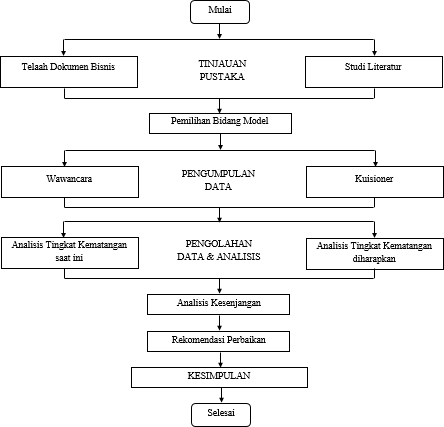 Mulai
Telaah Dokumen Bisnis
TINJAUAN
PUSTAKA
Studi Literatur
Pemilihan Bidang Model
Wawancara
PENGUMPULAN
DATA
Kuisioner
Analisis Tingkat Kematangan
saat ini
PENGOLAHAN
DATA & ANALISIS
Analisis Tingkat Kematangan
diharapkan
Analisis Kesenjangan
Rekomendasi Perbaikan
KESIMPULAN
Selesai